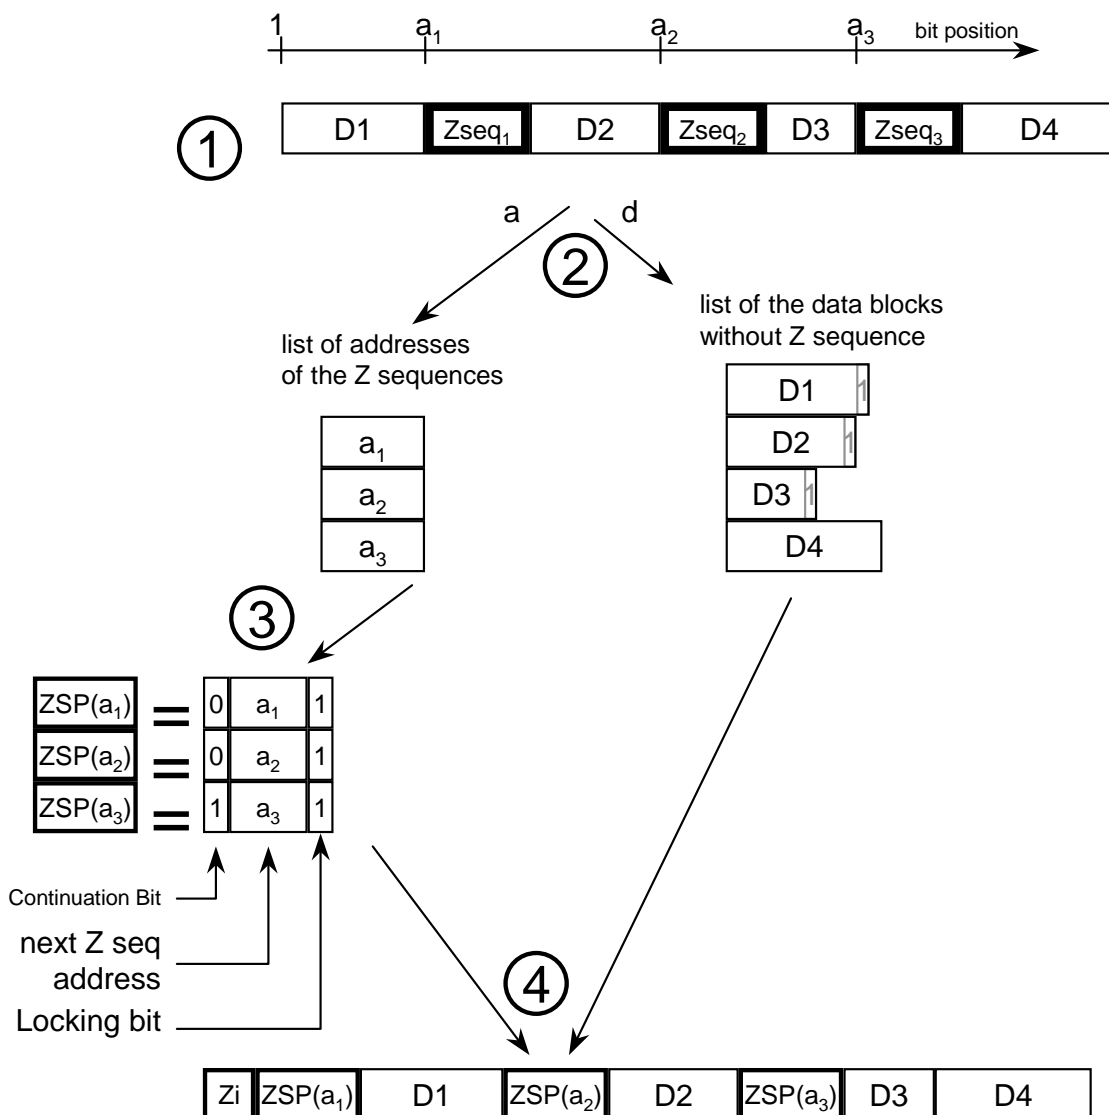 1 a₁ a₂ a₃ bit position
1 D1 Zseq₁ D2 Zseq₂ D3 Zseq₃ D4
a d
2
list of the data blocks
without Z sequence
list of addresses
of the Z sequences
D1 1
D2 1
D3 1
D4
a₁
a₂
a₃
3
ZSP(a₁) = 0 a₁ 1
ZSP(a₂) = 0 a₂ 1
ZSP(a₃) = 1 a₃ 1
Continuation Bit
next Z seq
address
Locking bit
4
Zi ZSP(a₁) D1 ZSP(a₂) D2 ZSP(a₃) D3 D4